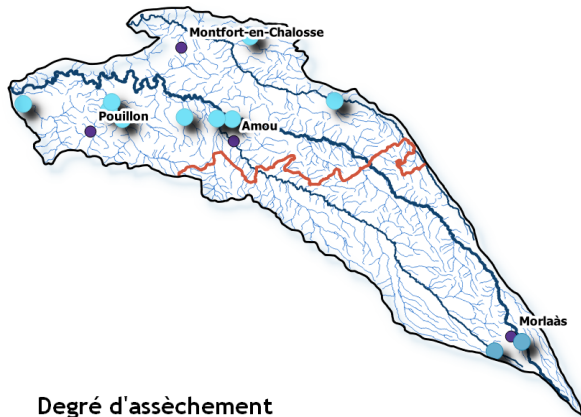 Montfort-en-Chalosse
Pouillon
Amou
Morlaàs
Degré d'assèchement